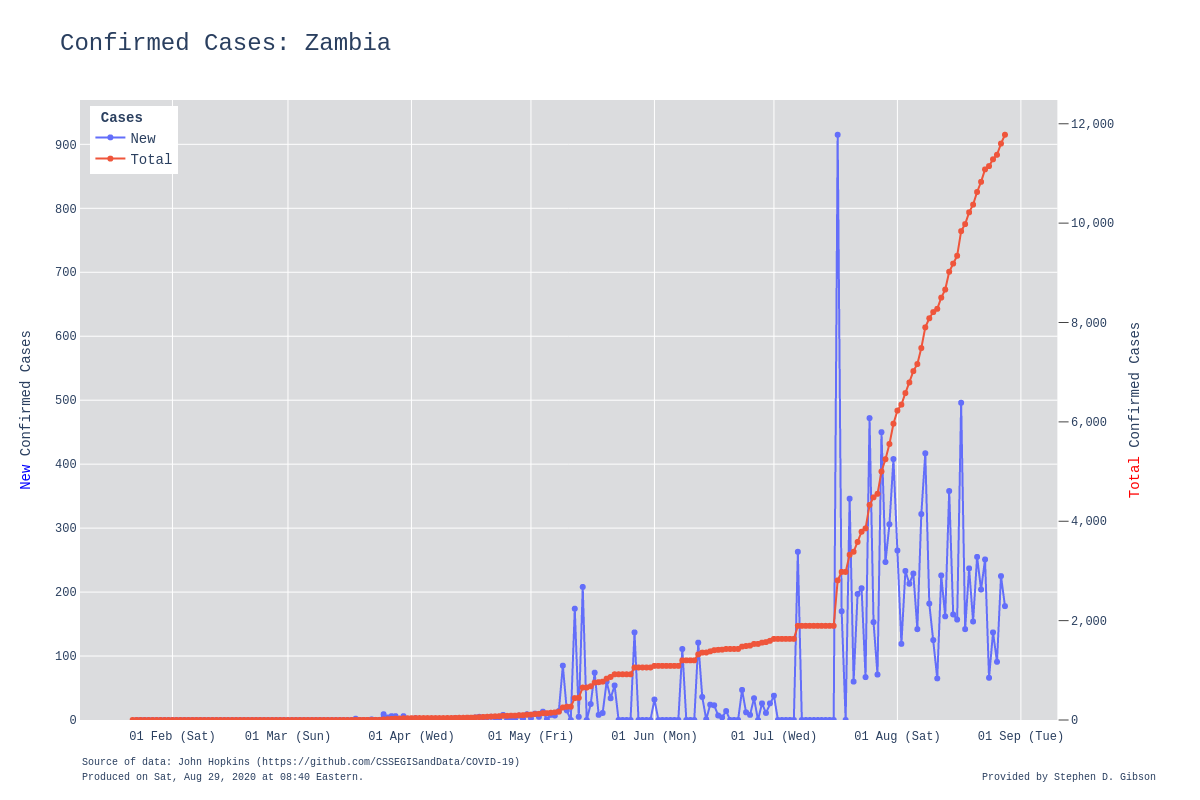 Confirmed Cases: Zambia
Cases
New
Total
900
800
700
600
500
400
300
200
100
0
New Confirmed Cases
12,000
10,000
8,000
6,000
4,000
2,000
0
Total Confirmed Cases
01 Feb (Sat) 01 Mar (Sun) 01 Apr (Wed) 01 May (Fri) 01 Jun (Mon) 01 Jul (Wed) 01 Aug (Sat) 01 Sep (Tue)
Source of data: John Hopkins (https://github.com/CSSEGISandData/COVID-19)
Produced on Sat, Aug 29, 2020 at 08:40 Eastern.
Provided by Stephen D. Gibson